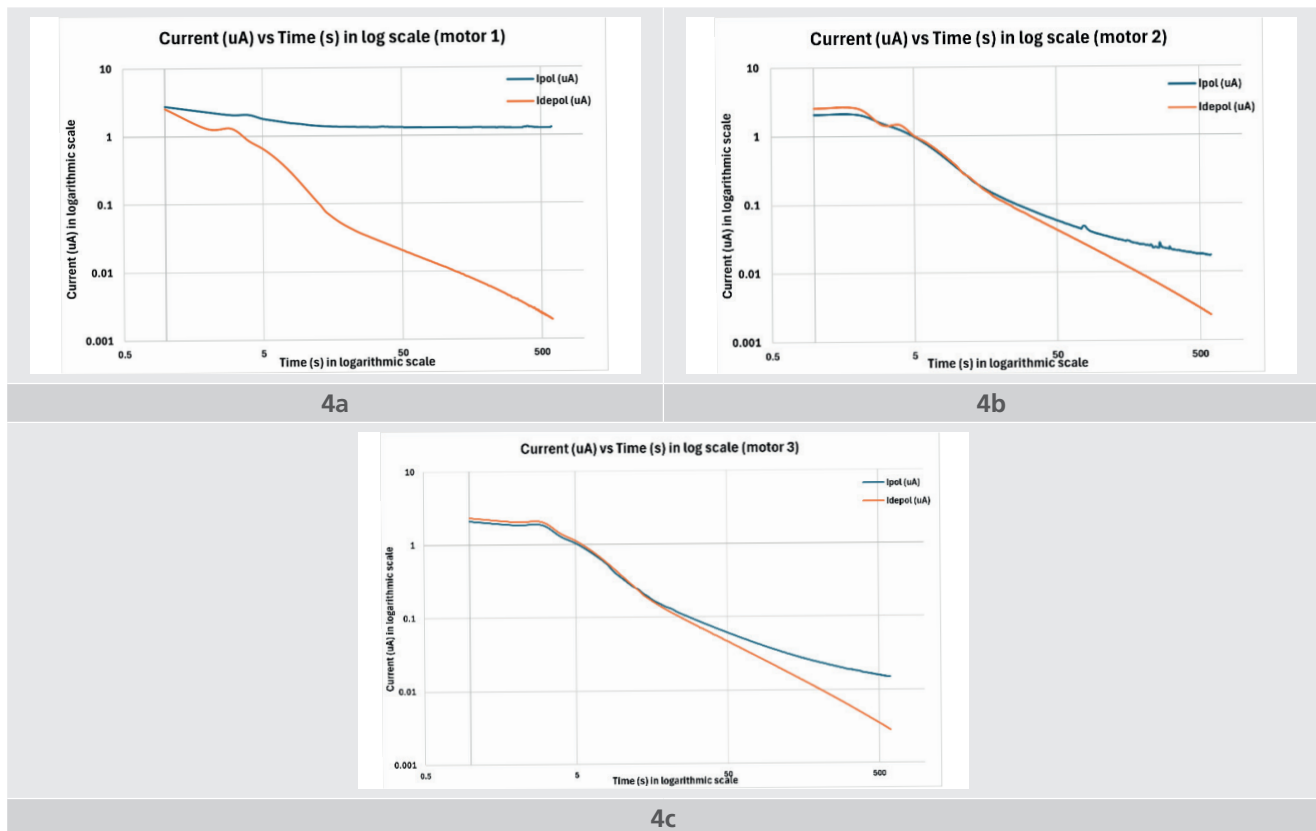 Current (uA) vs Time (s) in log scale (motor 1)
Current (uA) in logarithmic scale
10
1
0.1
0.01
0.001
Ipol (uA)
Idepol (uA)
0.5
5
50
500
Time (s) in logarithmic scale
4a
Current (uA) vs Time (s) in log scale (motor 2)
Current (uA) in logarithmic scale
10
1
0.1
0.01
0.001
Ipol (uA)
Idepol (uA)
0.5
5
50
500
Time (s) in logarithmic scale
4b
Current (uA) vs Time (s) in log scale (motor 3)
Current (uA) in logarithmic scale
10
1
0.1
0.01
0.001
Ipol (uA)
Idepol (uA)
0.5
5
50
500
Time (s) in logarithmic scale
4c